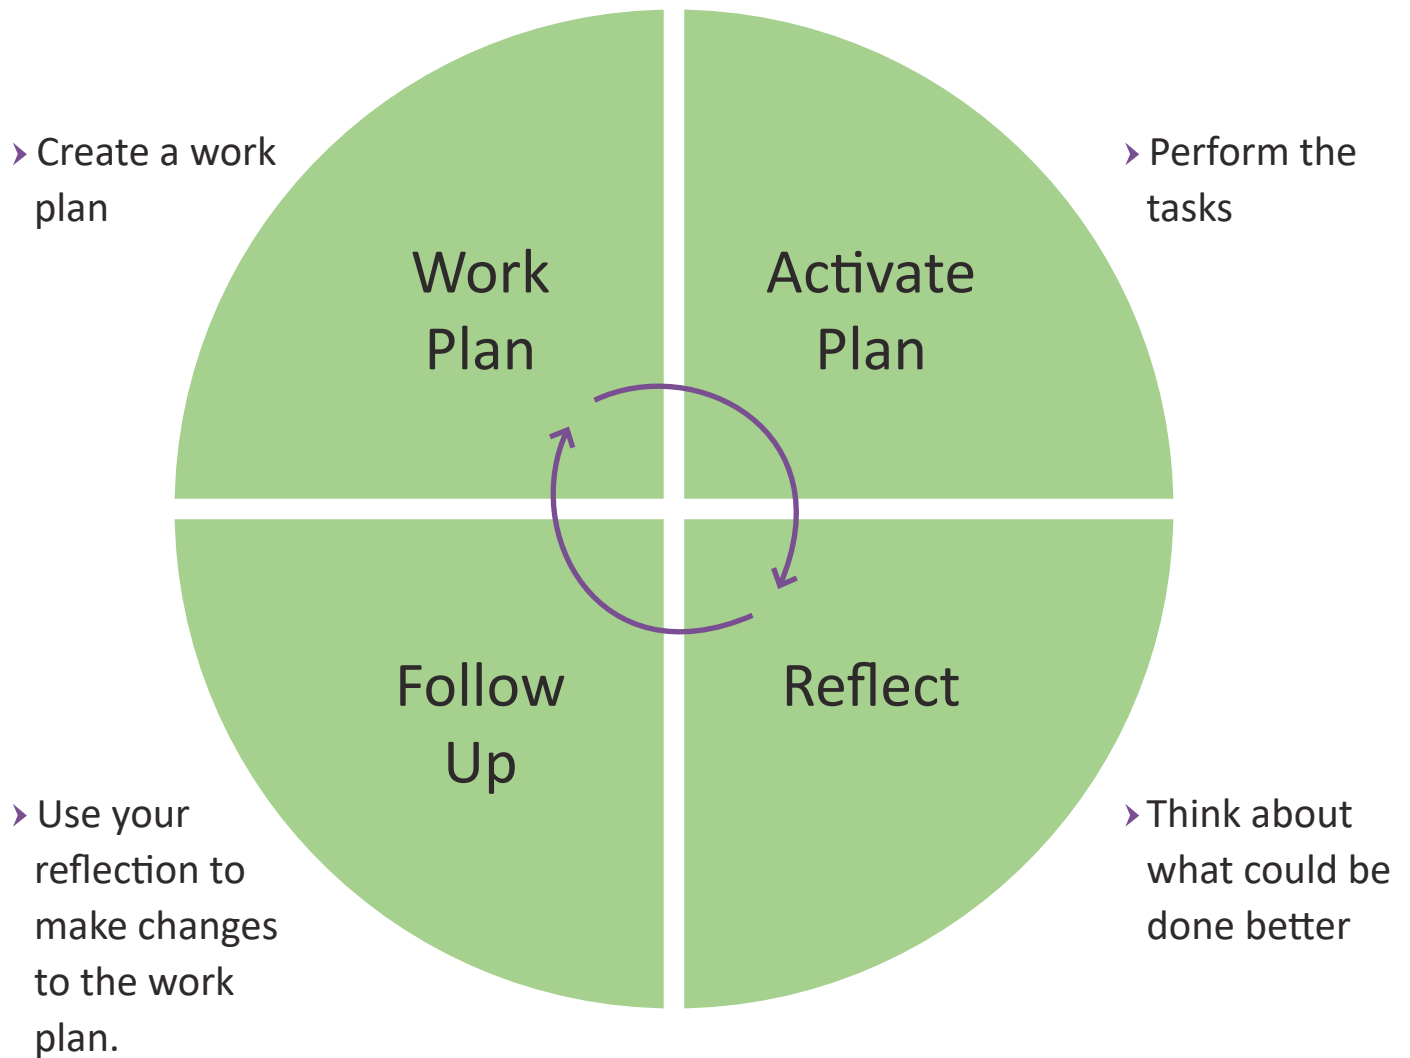 Create a work
plan
Work
Plan
Activate
Plan
Perform the
tasks
Follow
Up
Use your
reflection to
make changes
to the work
plan.
Reflect
Think about
what could be
done better